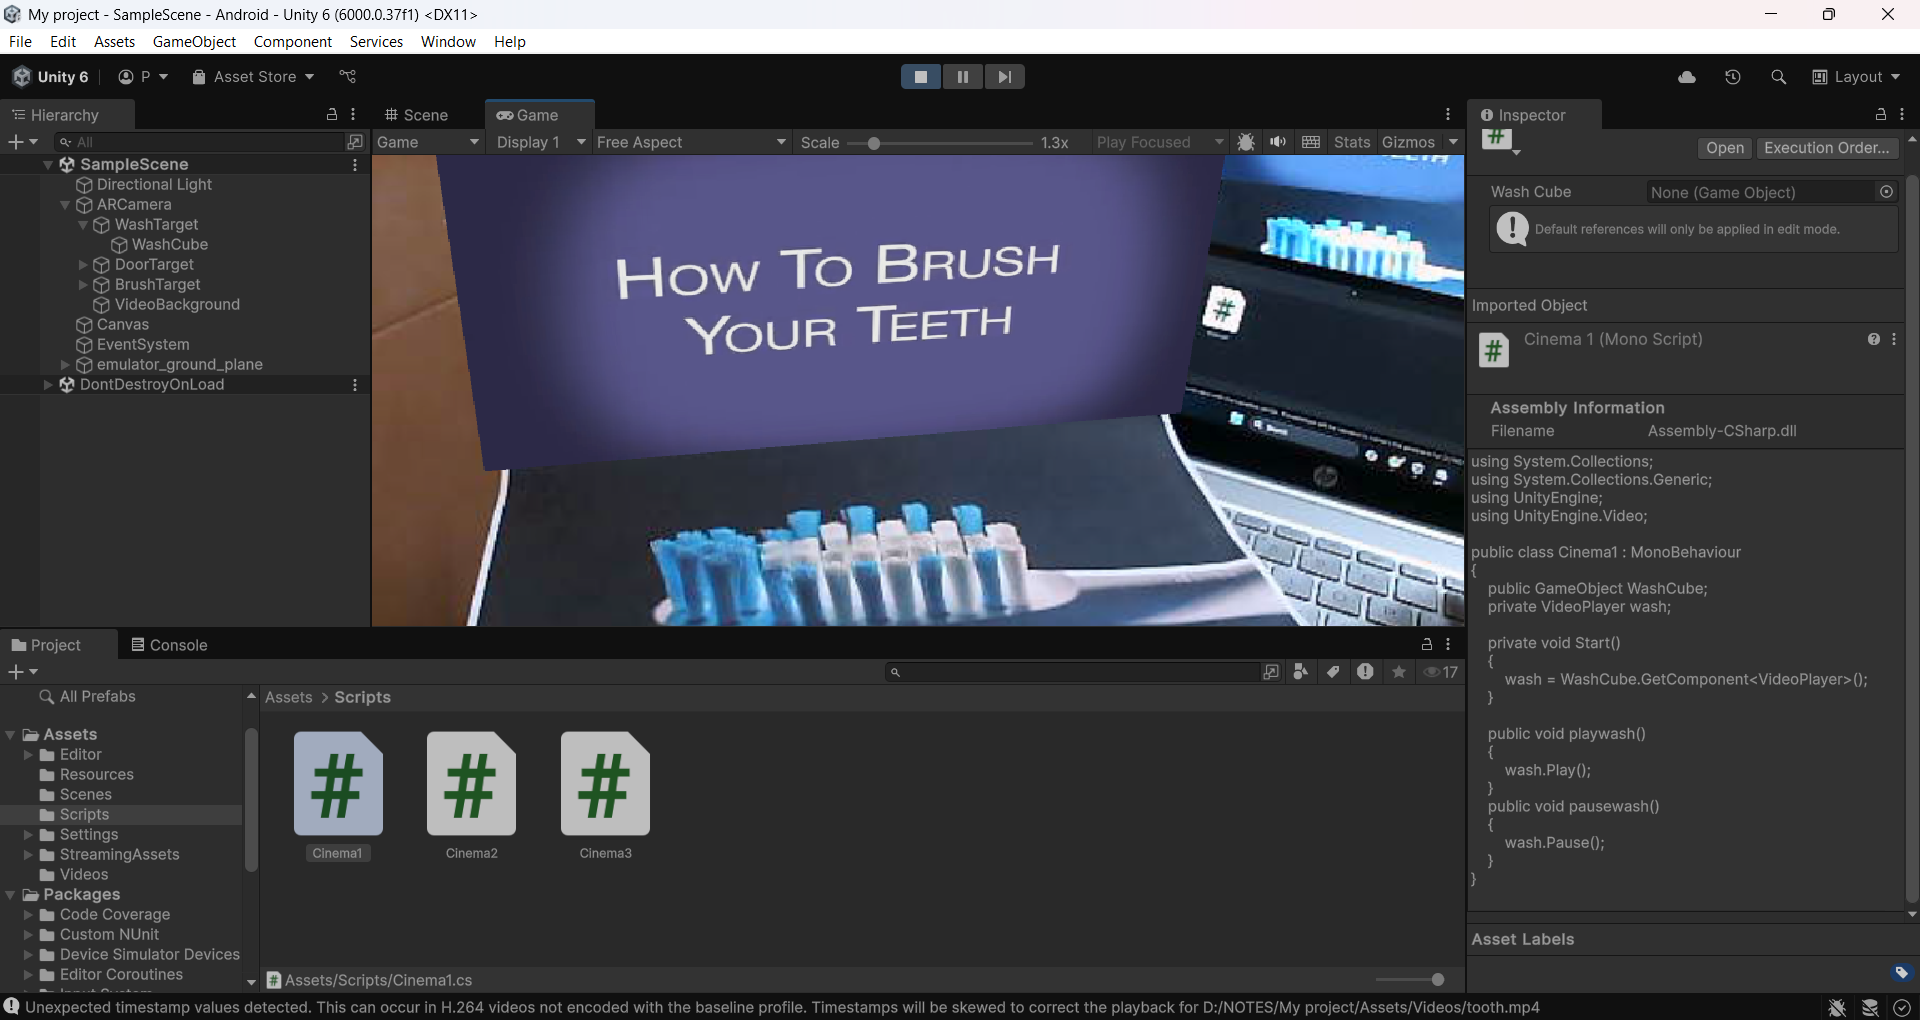 My project - SampleScene - Android - Unity 6 (6000.0.37f1) <DX11>
File Edit Assets GameObject Component Services Window Help
Unity 6 P Asset Store Layout
Hierarchy
All
SampleScene
Directional Light
ARCamera
WashTarget
WashCube
DoorTarget
BrushTarget
VideoBackground
Canvas
EventSystem
emulator_ground_plane
DontDestroyOnLoad
Scene Game
Game Display 1 Free Aspect Scale 1.3x Play Focused Stats Gizmos
TEETH
HOW TO BRUSH
YOUR TEETH
Inspector
Open Execution Order...
Wash Cube None (Game Object)
Default references will only be applied in edit mode.
Imported Object
Cinema 1 (Mono Script)
Assembly Information
Filename Assembly-CSharp.dll
using System.Collections;
using System.Collections.Generic;
using UnityEngine;
using UnityEngine.Video;
public class Cinema1 : MonoBehaviour
{
public GameObject WashCube;
private VideoPlayer wash;
private void Start()
{
wash = WashCube.GetComponent<VideoPlayer>();
}
public void playwash()
{
wash.Play();
}
public void pausewash()
{
wash.Pause();
}
}
Asset Labels
Project Console
17
All Prefabs
Assets
Editor
Resources
Scenes
Scripts
Settings
StreamingAssets
Videos
Packages
Code Coverage
Custom NUnit
Device Simulator Devices
Editor Coroutines
Assets > Scripts
Cinema1 Cinema2 Cinema3
Assets/Scripts/Cinema1.cs
Unexpected timestamp values detected. This can occur in H.264 videos not encoded with the baseline profile. Timestamps will be skewed to correct the playback for D:/NOTES/My project/Assets/Videos/tooth.mp4